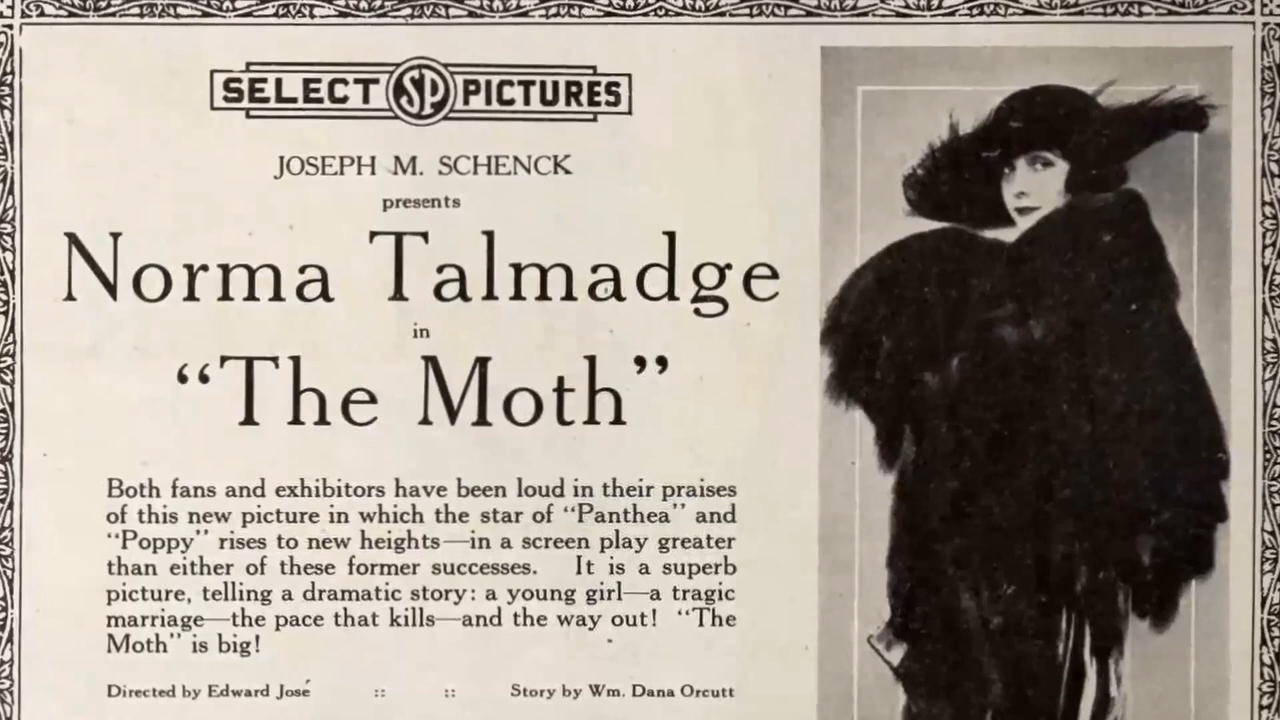 SELECT SP PICTURES
JOSEPH M. SCHENCK
presents
Norma Talmadge
in
“The Moth”
Both fans and exhibitors have been loud in their praises
of this new picture in which the star of “Panthea” and
“Poppy” rises to new heights—in a screen play greater
than either of these former successes. It is a superb
picture, telling a dramatic story: a young girl—a tragic
marriage—the pace that kills—and the way out! “The
Moth” is big!
Directed by Edward José :: :: Story by Wm. Dana Orcutt